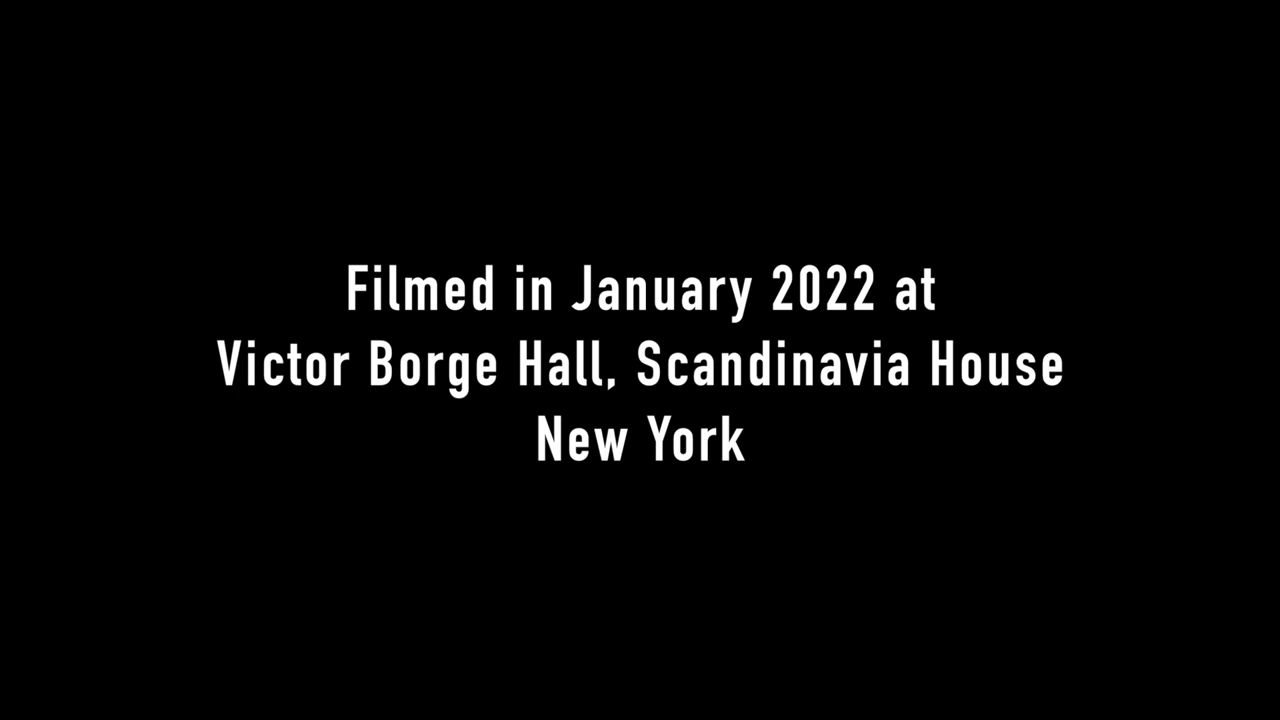 Filmed in January 2022 at
Victor Borge Hall, Scandinavia House
New York